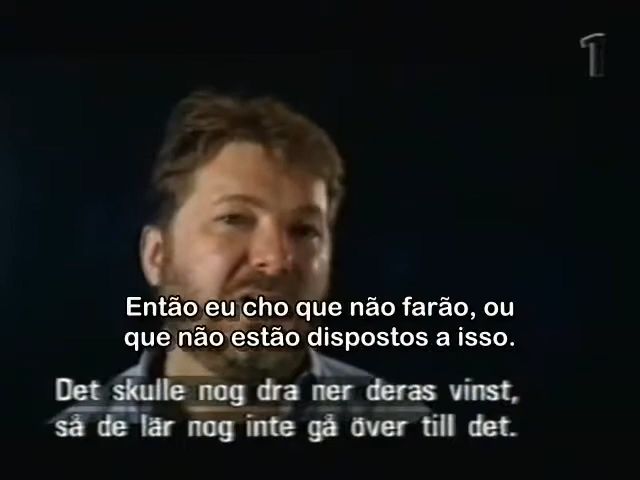 1
Então eu cho que não farão, ou
que não estão dispostos a isso.
Det skulle nog dra ner deras vinst,
så de lär nog inte gå över till det.